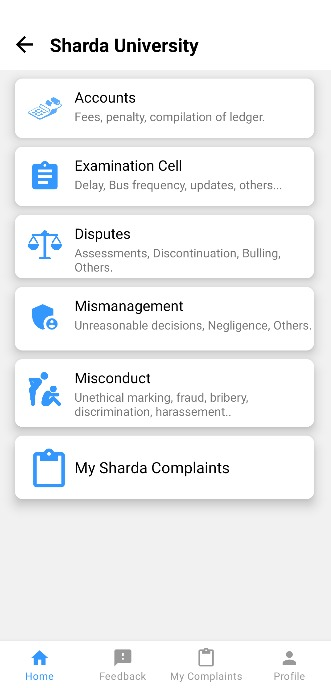 Sharda University
Accounts
Fees, penalty, compilation of ledger.
Examination Cell
Delay, Bus frequency, updates, others...
Disputes
Assessments, Discontinuation, Bulling,
Others.
Mismanagement
Unreasonable decisions, Negligence, Others.
Misconduct
Unethical marking, fraud, bribery,
discrimination, harassement..
My Sharda Complaints
Home
Feedback
My Complaints
Profile